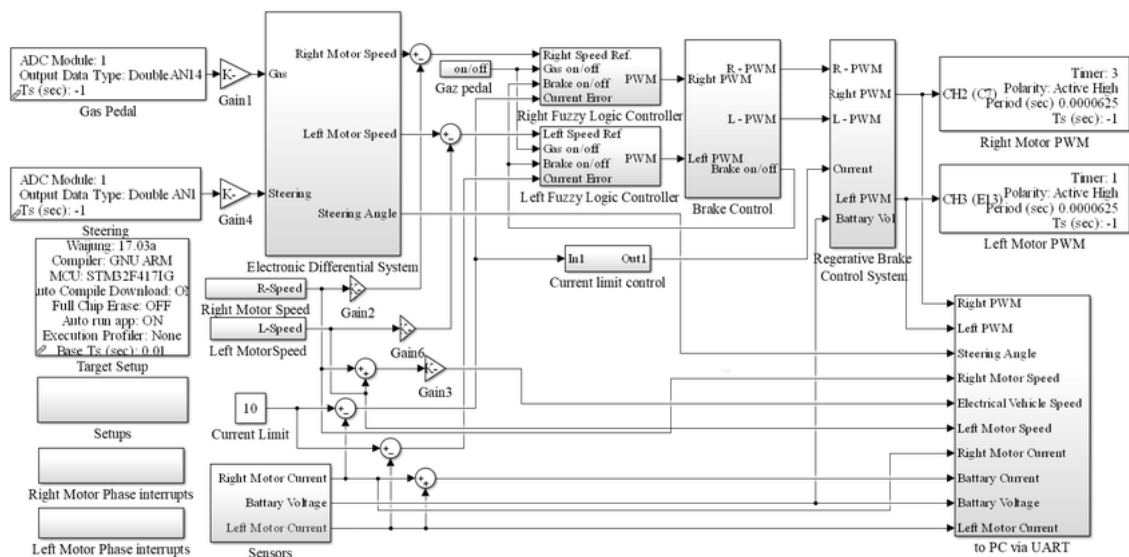 ADC Module: 1
Output Data Type: Double AN14
Ts (sec): -1
Gas Pedal
K-
Gain1
ADC Module: 1
Output Data Type: Double AN1
Ts (sec): -1
Steering
K-
Gain4
Waijung: 17.03a
Compiler: GNU ARM
MCU: STM32F417IG
uto Compile Download: ON
Full Chip Erase: OFF
Auto run app: ON
Execution Profiler: None
Base Ts (sec): 0.01
Target Setup
Setups
Right Motor Phase interrupts
Left Motor Phase interrupts
Right Motor Speed
Gas
Left Motor Speed
Steering
Steering Angle
Electronic Differential System
R-Speed
Right Motor Speed
Gain2
L-Speed
Left MotorSpeed
Gain6
K-
Gain3
10
Current Limit
Right Motor Current
Battary Voltage
Left Motor Current
Sensors
on/off
Gaz pedal
Right Speed Ref.
Gas on/off
Brake on/off
Current Error
PWM
Right Fuzzy Logic Controller
Left Speed Ref
Gas on/off
Brake on/off
Current Error
PWM
Left Fuzzy Logic Controller
In1
Out1
Current limit control
R - PWM
Right PWM
L - PWM
Left PWM
Brake on/off
Brake Control
R - PWM
Right PWM
L - PWM
Current
Left PWM
Battary Vol
Regerative Brake
Control System
Timer: 3
Polarity: Active High
CH2 (C7)
Period (sec) 0.0000625
Ts (sec): -1
Right Motor PWM
Timer: 1
Polarity: Active High
CH3 (E13)
Period (sec) 0.0000625
Ts (sec): -1
Left Motor PWM
Right PWM
Left PWM
Steering Angle
Right Motor Speed
Electrical Vehicle Speed
Left Motor Speed
Right Motor Current
Battary Current
Battary Voltage
Left Motor Current
to PC via UART